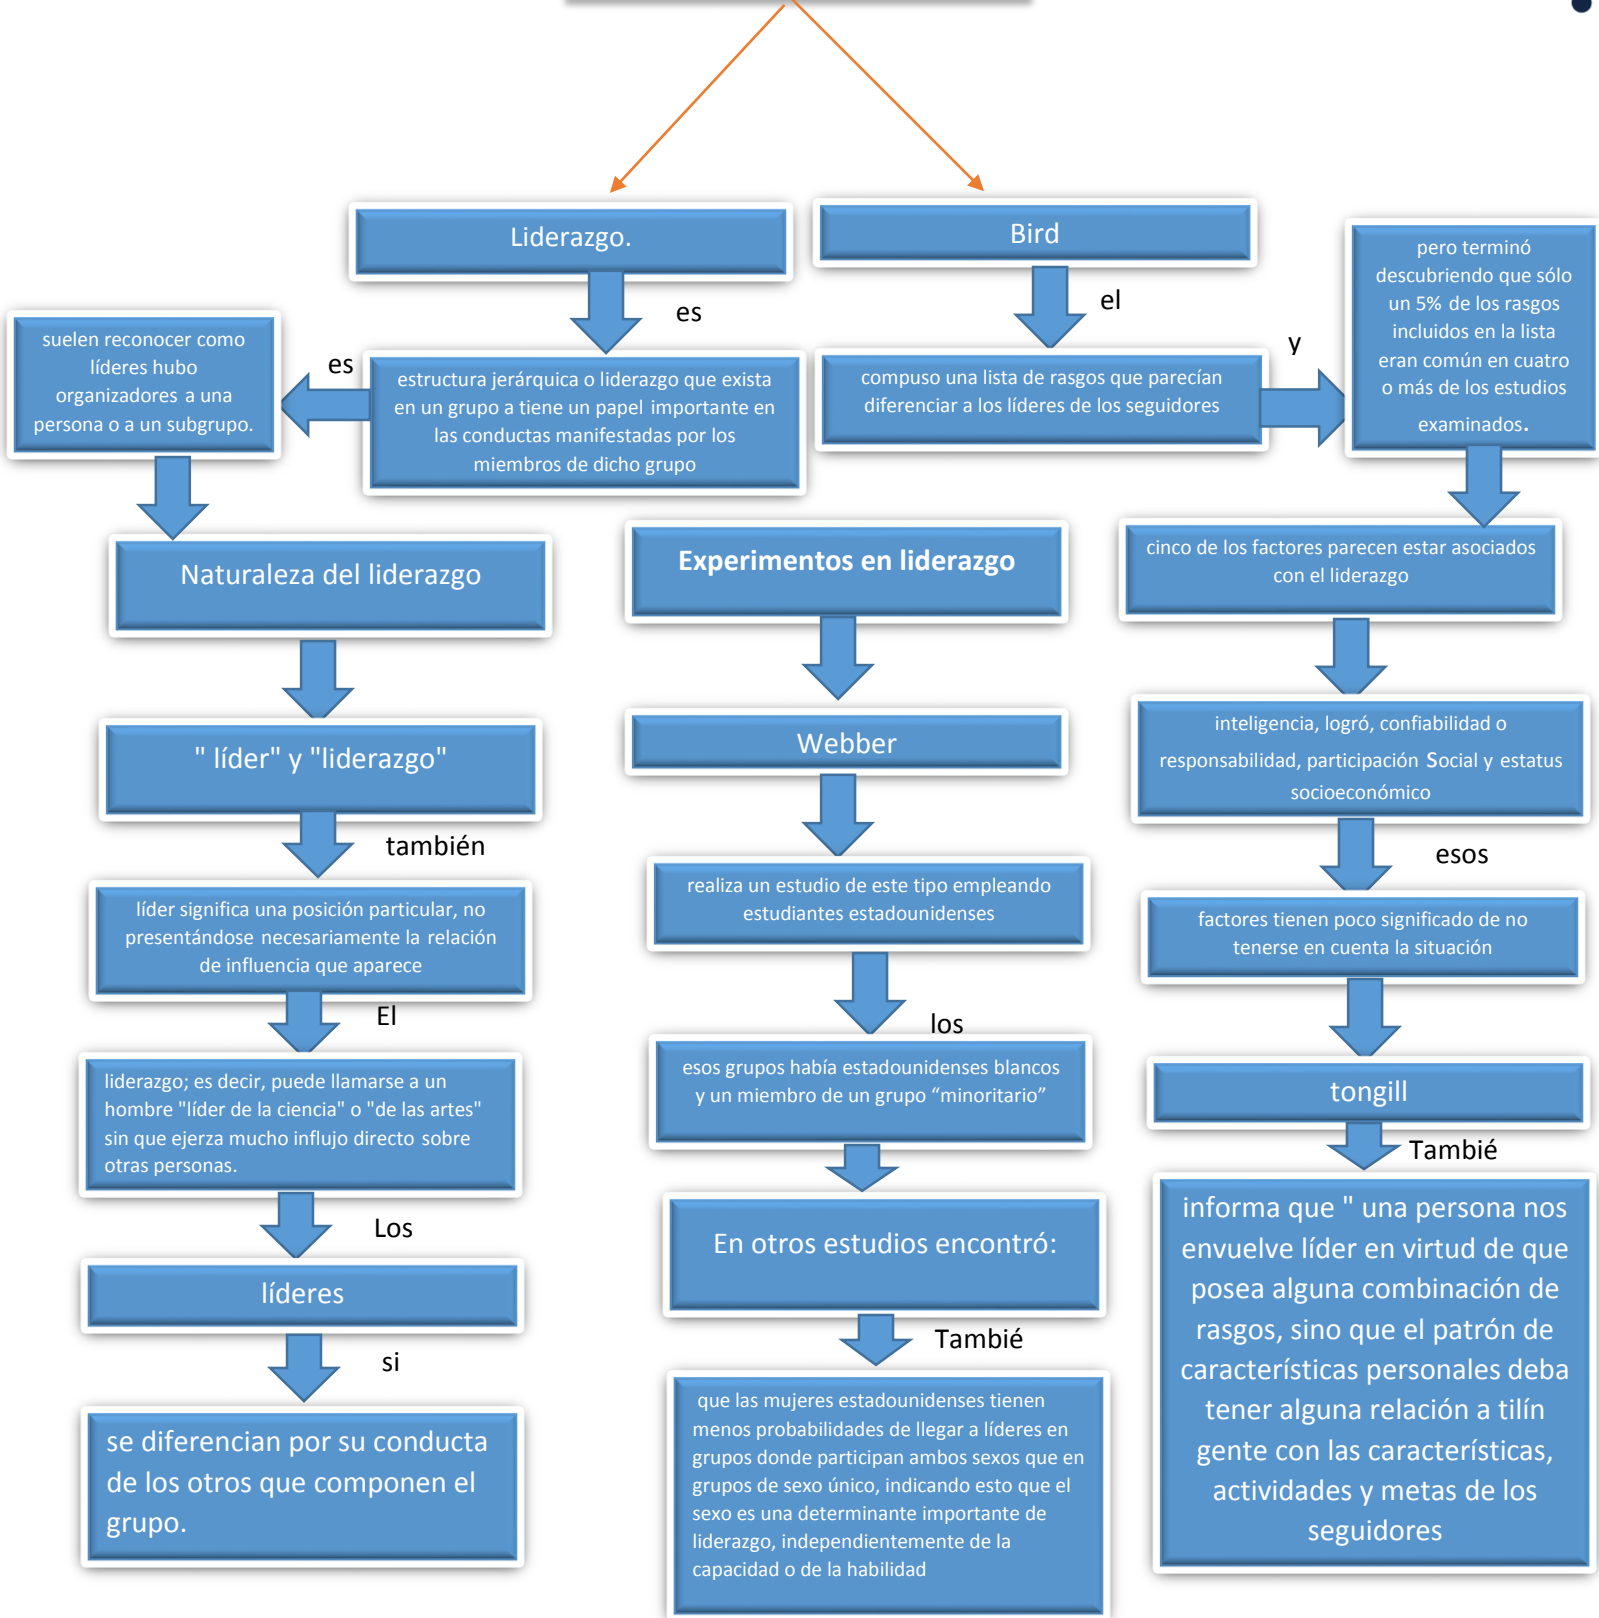 Liderazgo.
es
estructura jerárquica o liderazgo que exista
en un grupo a tiene un papel importante en
las conductas manifestadas por los
miembros de dicho grupo
es
suelen reconocer como
líderes hubo
organizadores a una
persona o a un subgrupo.
Naturaleza del liderazgo
" líder" y "liderazgo"
también
líder significa una posición particular, no
presentándose necesariamente la relación
de influencia que aparece
El
liderazgo; es decir, puede llamarse a un
hombre "líder de la ciencia" o "de las artes"
sin que ejerza mucho influjo directo sobre
otras personas.
Los
líderes
si
se diferencian por su conducta
de los otros que componen el
grupo.
Experimentos en liderazgo
Webber
realiza un estudio de este tipo empleando
estudiantes estadounidenses
los
esos grupos había estadounidenses blancos
y un miembro de un grupo “minoritario”
En otros estudios encontró:
Tambié
que las mujeres estadounidenses tienen
menos probabilidades de llegar a líderes en
grupos donde participan ambos sexos que en
grupos de sexo único, indicando esto que el
sexo es una determinante importante de
liderazgo, independientemente de la
capacidad o de la habilidad
Bird
el
compuso una lista de rasgos que parecían
diferenciar a los líderes de los seguidores
y
pero terminó
descubriendo que sólo
un 5% de los rasgos
incluidos en la lista
eran común en cuatro
o más de los estudios
examinados.
cinco de los factores parecen estar asociados
con el liderazgo
inteligencia, logró, confiabilidad o
responsabilidad, participación Social y estatus
socioeconómico
esos
factores tienen poco significado de no
tenerse en cuenta la situación
tongill
Tambié
informa que " una persona nos
envuelve líder en virtud de que
posea alguna combinación de
rasgos, sino que el patrón de
características personales deba
tener alguna relación a tilín
gente con las características,
actividades y metas de los
seguidores